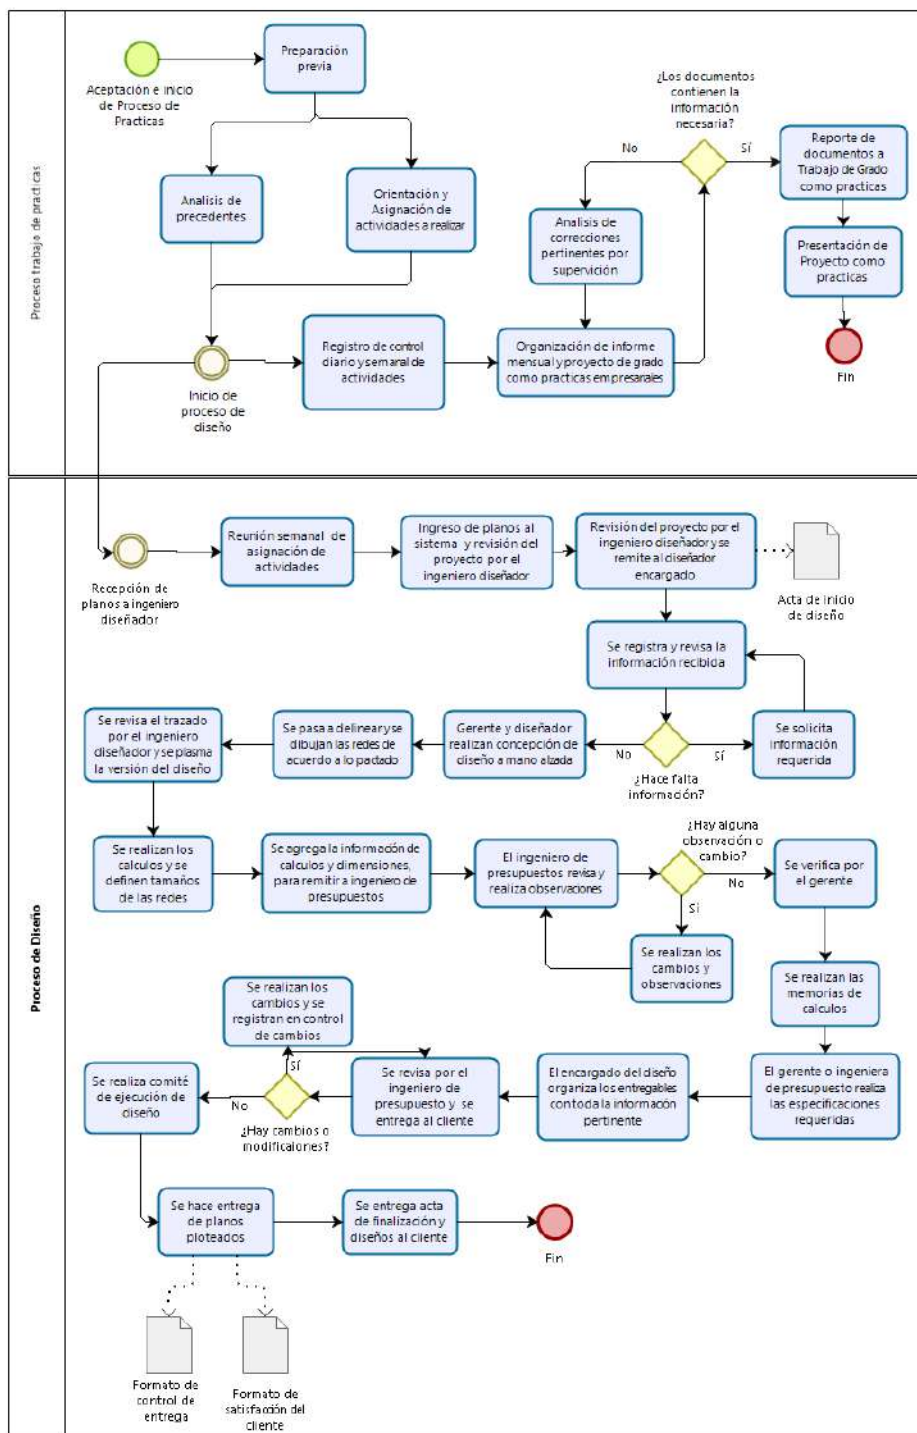 Proceso trabajo de practicas
Aceptación e inicio
de Proceso de
Practicas
Preparación
previa
Analisis de
precedentes
Orientación y
Asignación de
actividades a realizar
Inicio de
proceso de
diseño
Registro de control
diario y semanal de
actividades
Organización de informe
mensual y proyecto de grado
como practicas empresariales
Analisis de
correcciones
pertinentes por
supervición
¿Los documentos
contienen la
información
necesaria?
No
Sí
Reporte de
documentos a
Trabajo de Grado
como practicas
Presentación de
Proyecto como
practicas
Fin
Proceso de Diseño
Recepción de
planos a ingeniero
diseñador
Reunión semanal de
asignación de
actividades
Ingreso de planos al
sistema y revisión del
proyecto por el
ingeniero diseñador
Revisión del proyecto por el
ingeniero diseñador y se
remite al diseñador
encargado
Acta de inicio
de diseño
Se registra y revisa la
información recibida
¿Hace falta
información?
No
Sí
Se solicita
información
requerida
Gerente y diseñador
realizan concepción de
diseño a mano alzada
Se pasa a delinear y se
dibujan las redes de
acuerdo a lo pactado
Se revisa el trazado
por el ingeniero
diseñador y se plasma
la versión del diseño
Se realizan los
calculos y se
definen tamaños
de las redes
Se agrega la información de
calculos y dimensiones,
para remitir a ingeniero de
presupuestos
El ingeniero de
presupuestos revisa y
realiza observaciones
¿Hay alguna
observación o
cambio?
No
Sí
Se realizan los
cambios y
observaciones
Se verifica por
el gerente
Se realizan las
memorias de
calculos
El gerente o ingeniera
de presupuesto realiza
las especificaciones
requeridas
El encargado del diseño
organiza los entregables
con toda la información
pertinente
Se revisa por el
ingeniero de
presupuesto y se
entrega al cliente
¿Hay cambios o
modificaiones?
Sí
No
Se realizan los
cambios y se
registran en control
de cambios
Se realiza comité
de ejecución de
diseño
Se hace entrega
de planos
ploteados
Se entrega acta
de finalización y
diseños al cliente
Fin
Formato de
control de
entrega
Formato de
satisfacción del
cliente